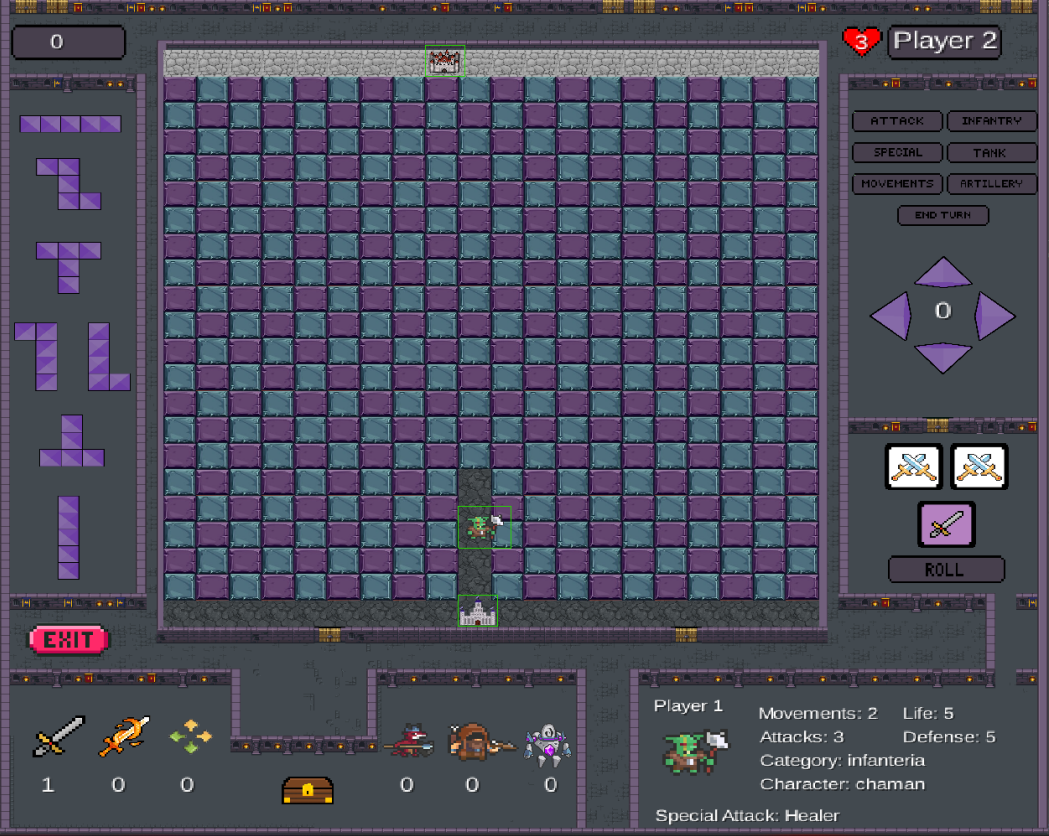 0
3 Player 2
ATTACK INFANTRY
SPECIAL TANK
MOVEMENTS ARTILLERY
END TURN
0
ROLL
EXIT
1 0 0
0 0 0
Player 1
Movements: 2 Life: 5
Attacks: 3 Defense: 5
Category: infanteria
Character: chaman
Special Attack: Healer